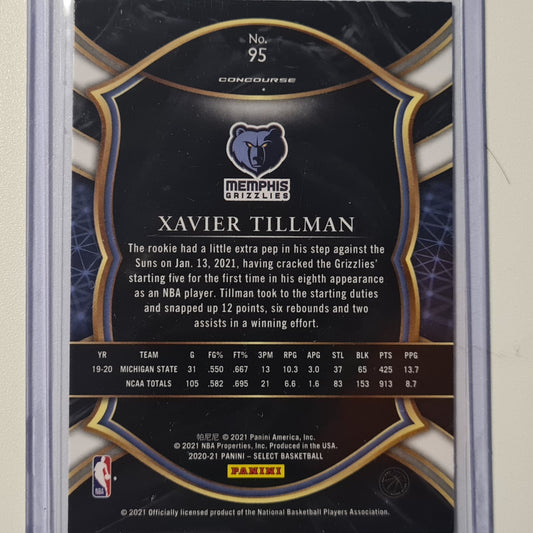 No.
95
CONCOURSE
MEMPHIS
GRIZZLIES
XAVIER TILLMAN
The rookie had a little extra pep in his step against the
Suns on Jan. 13, 2021, having cracked the Grizzlies'
starting five for the first time in his eighth appearance
as an NBA player. Tillman took to the starting duties
and snapped up 12 points, six rebounds and two
assists in a winning effort.
YR TEAM G FG% FT% 3PM RPG APG STL BLK PTS PPG
19-20 MICHIGAN STATE 31 .550 .667 13 10.3 3.0 37 65 425 13.7
NCAA TOTALS 105 .582 .695 21 6.6 1.6 83 153 913 8.7
帕尼尼 © 2021 Panini America, Inc.
© 2021 NBA Properties, Inc. Produced in the USA.
2020-21 PANINI – SELECT BASKETBALL
PANINI
NBA
© 2021 Officially licensed product of the National Basketball Players Association.